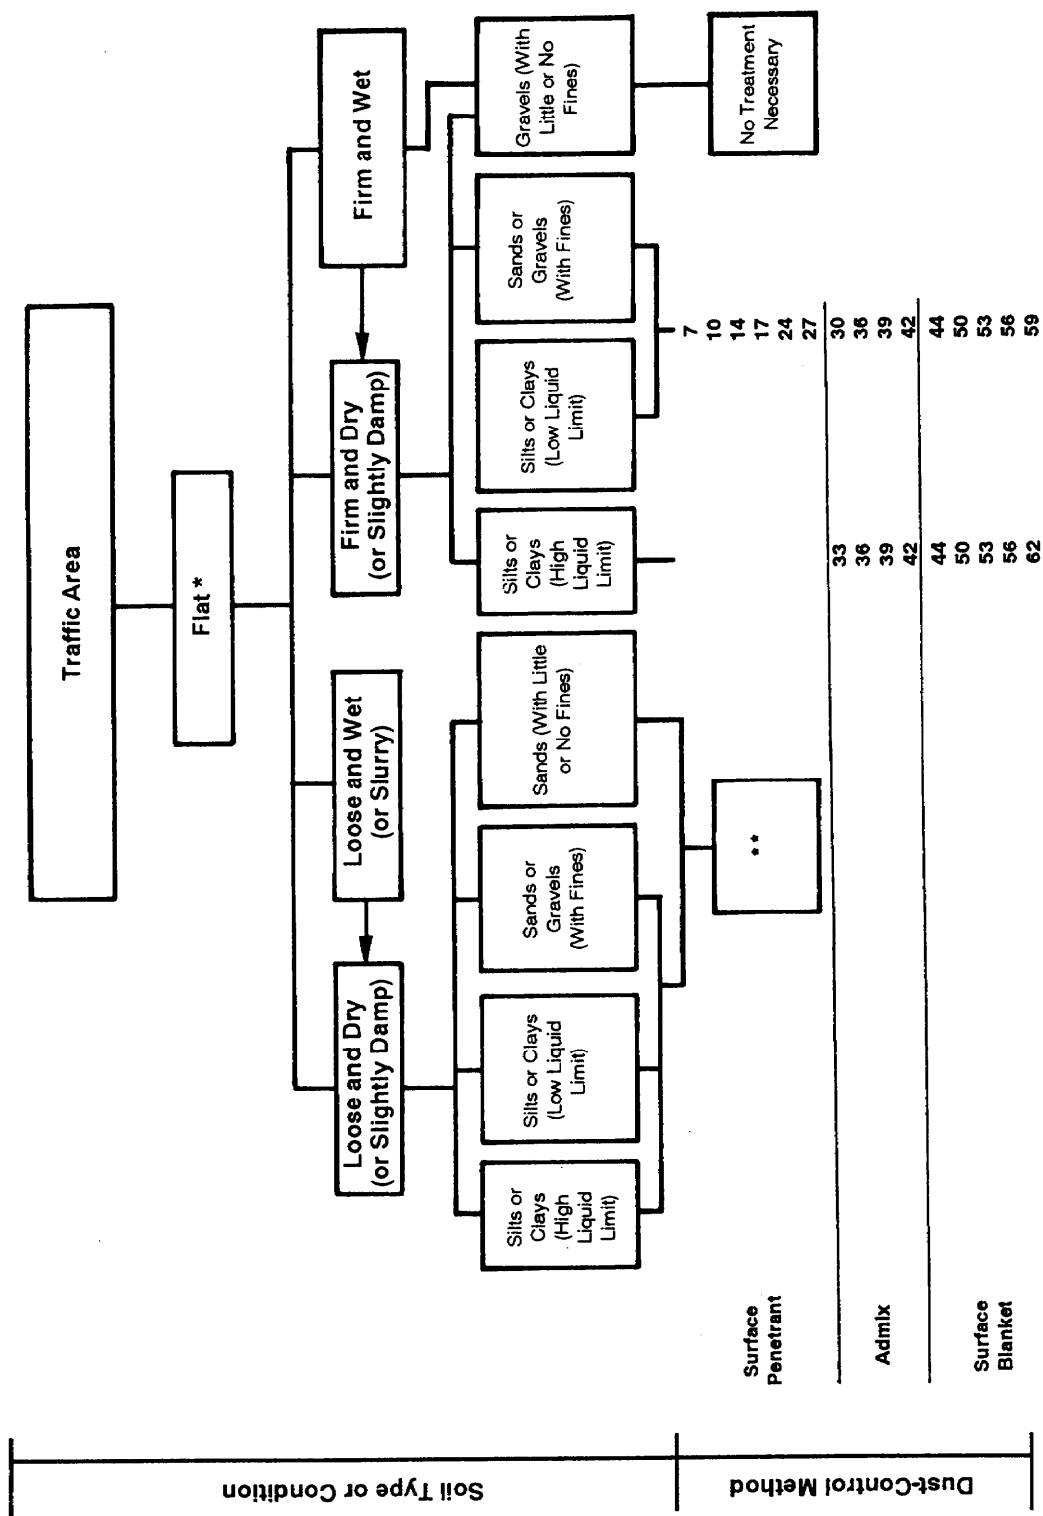 Traffic Area
Flat *
Loose and Dry
(or Slightly Damp)
Loose and Wet
(or Slurry)
Firm and Dry
(or Slightly Damp)
Firm and Wet
Silts or
Clays
(High
Liquid
Limit)
Silts or Clays
(Low Liquid
Limit)
Sands or
Gravels
(With Fines)
Sands (With Little
or No Fines)
Silts or
Clays
(High
Liquid
Limit)
Silts or Clays
(Low Liquid
Limit)
Sands or
Gravels
(With Fines)
Gravels (With
Little or No
Fines)
**
No Treatment
Necessary
Surface
Penetrant
7
10
14
17
24
27
Admix
33
36
39
42
30
36
39
42
Surface
Blanket
44
50
53
56
62
44
50
53
56
59
Soil Type or Condition
Dust-Control Method